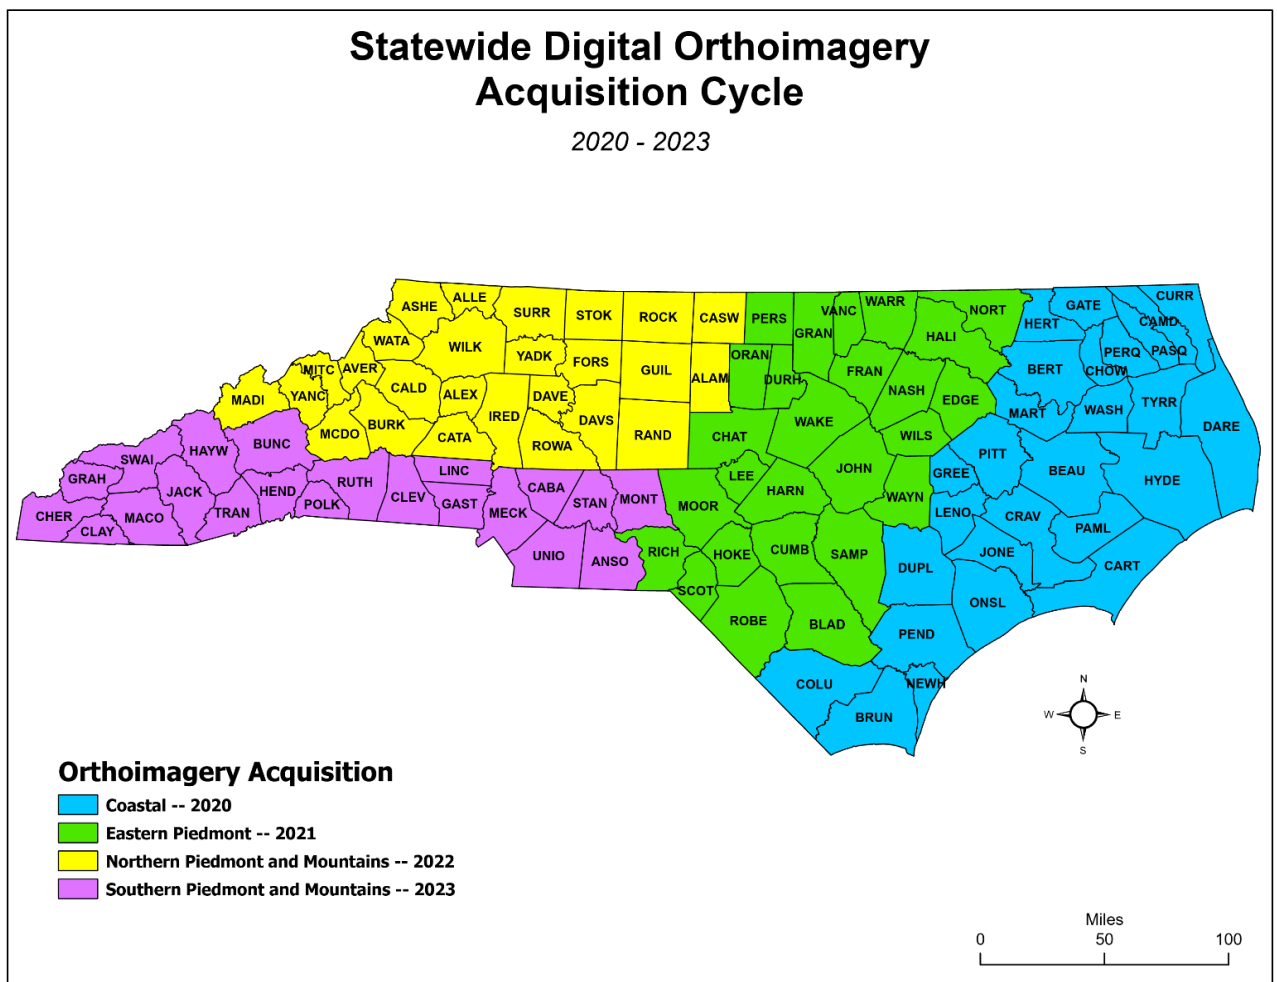 Statewide Digital Orthoimagery
Acquisition Cycle
2020 - 2023
ASHE
ALLE
SURR
STOK
ROCK
CASW
PERS
GRAN
VANC
WARR
NORT
HALI
HERT
GATE
CURR
CAMD
PASQ
PERQ
CHOW
WATA
WILK
YADK
FORS
GUIL
ALAM
ORAN
DURH
FRAN
NASH
EDGE
BERT
MART
WASH
TYRR
DARE
MITC
AVER
YANC
MADI
CALD
ALEX
IRED
DAVE
DAVS
RAND
CHAT
WAKE
WILS
PITT
BEAU
HYDE
MCDO
BURK
CATA
ROWA
BUNC
HAYW
SWAI
GRAH
JACK
HEND
RUTH
LINC
CLEV
GAST
POLK
TRAN
MACO
CHER
CLAY
MECK
CABA
STAN
MONT
MOOR
LEE
HARN
JOHN
WAYN
GREE
LENO
CRAV
PAML
UNIO
ANSO
RICH
HOKE
CUMB
SAMP
DUPL
JONE
CART
SCOT
ROBE
BLAD
ONSL
PEND
COLU
NEWH
BRUN
N
W
E
S
Orthoimagery Acquisition
Coastal -- 2020
Eastern Piedmont -- 2021
Northern Piedmont and Mountains -- 2022
Southern Piedmont and Mountains -- 2023
Miles
0 50 100